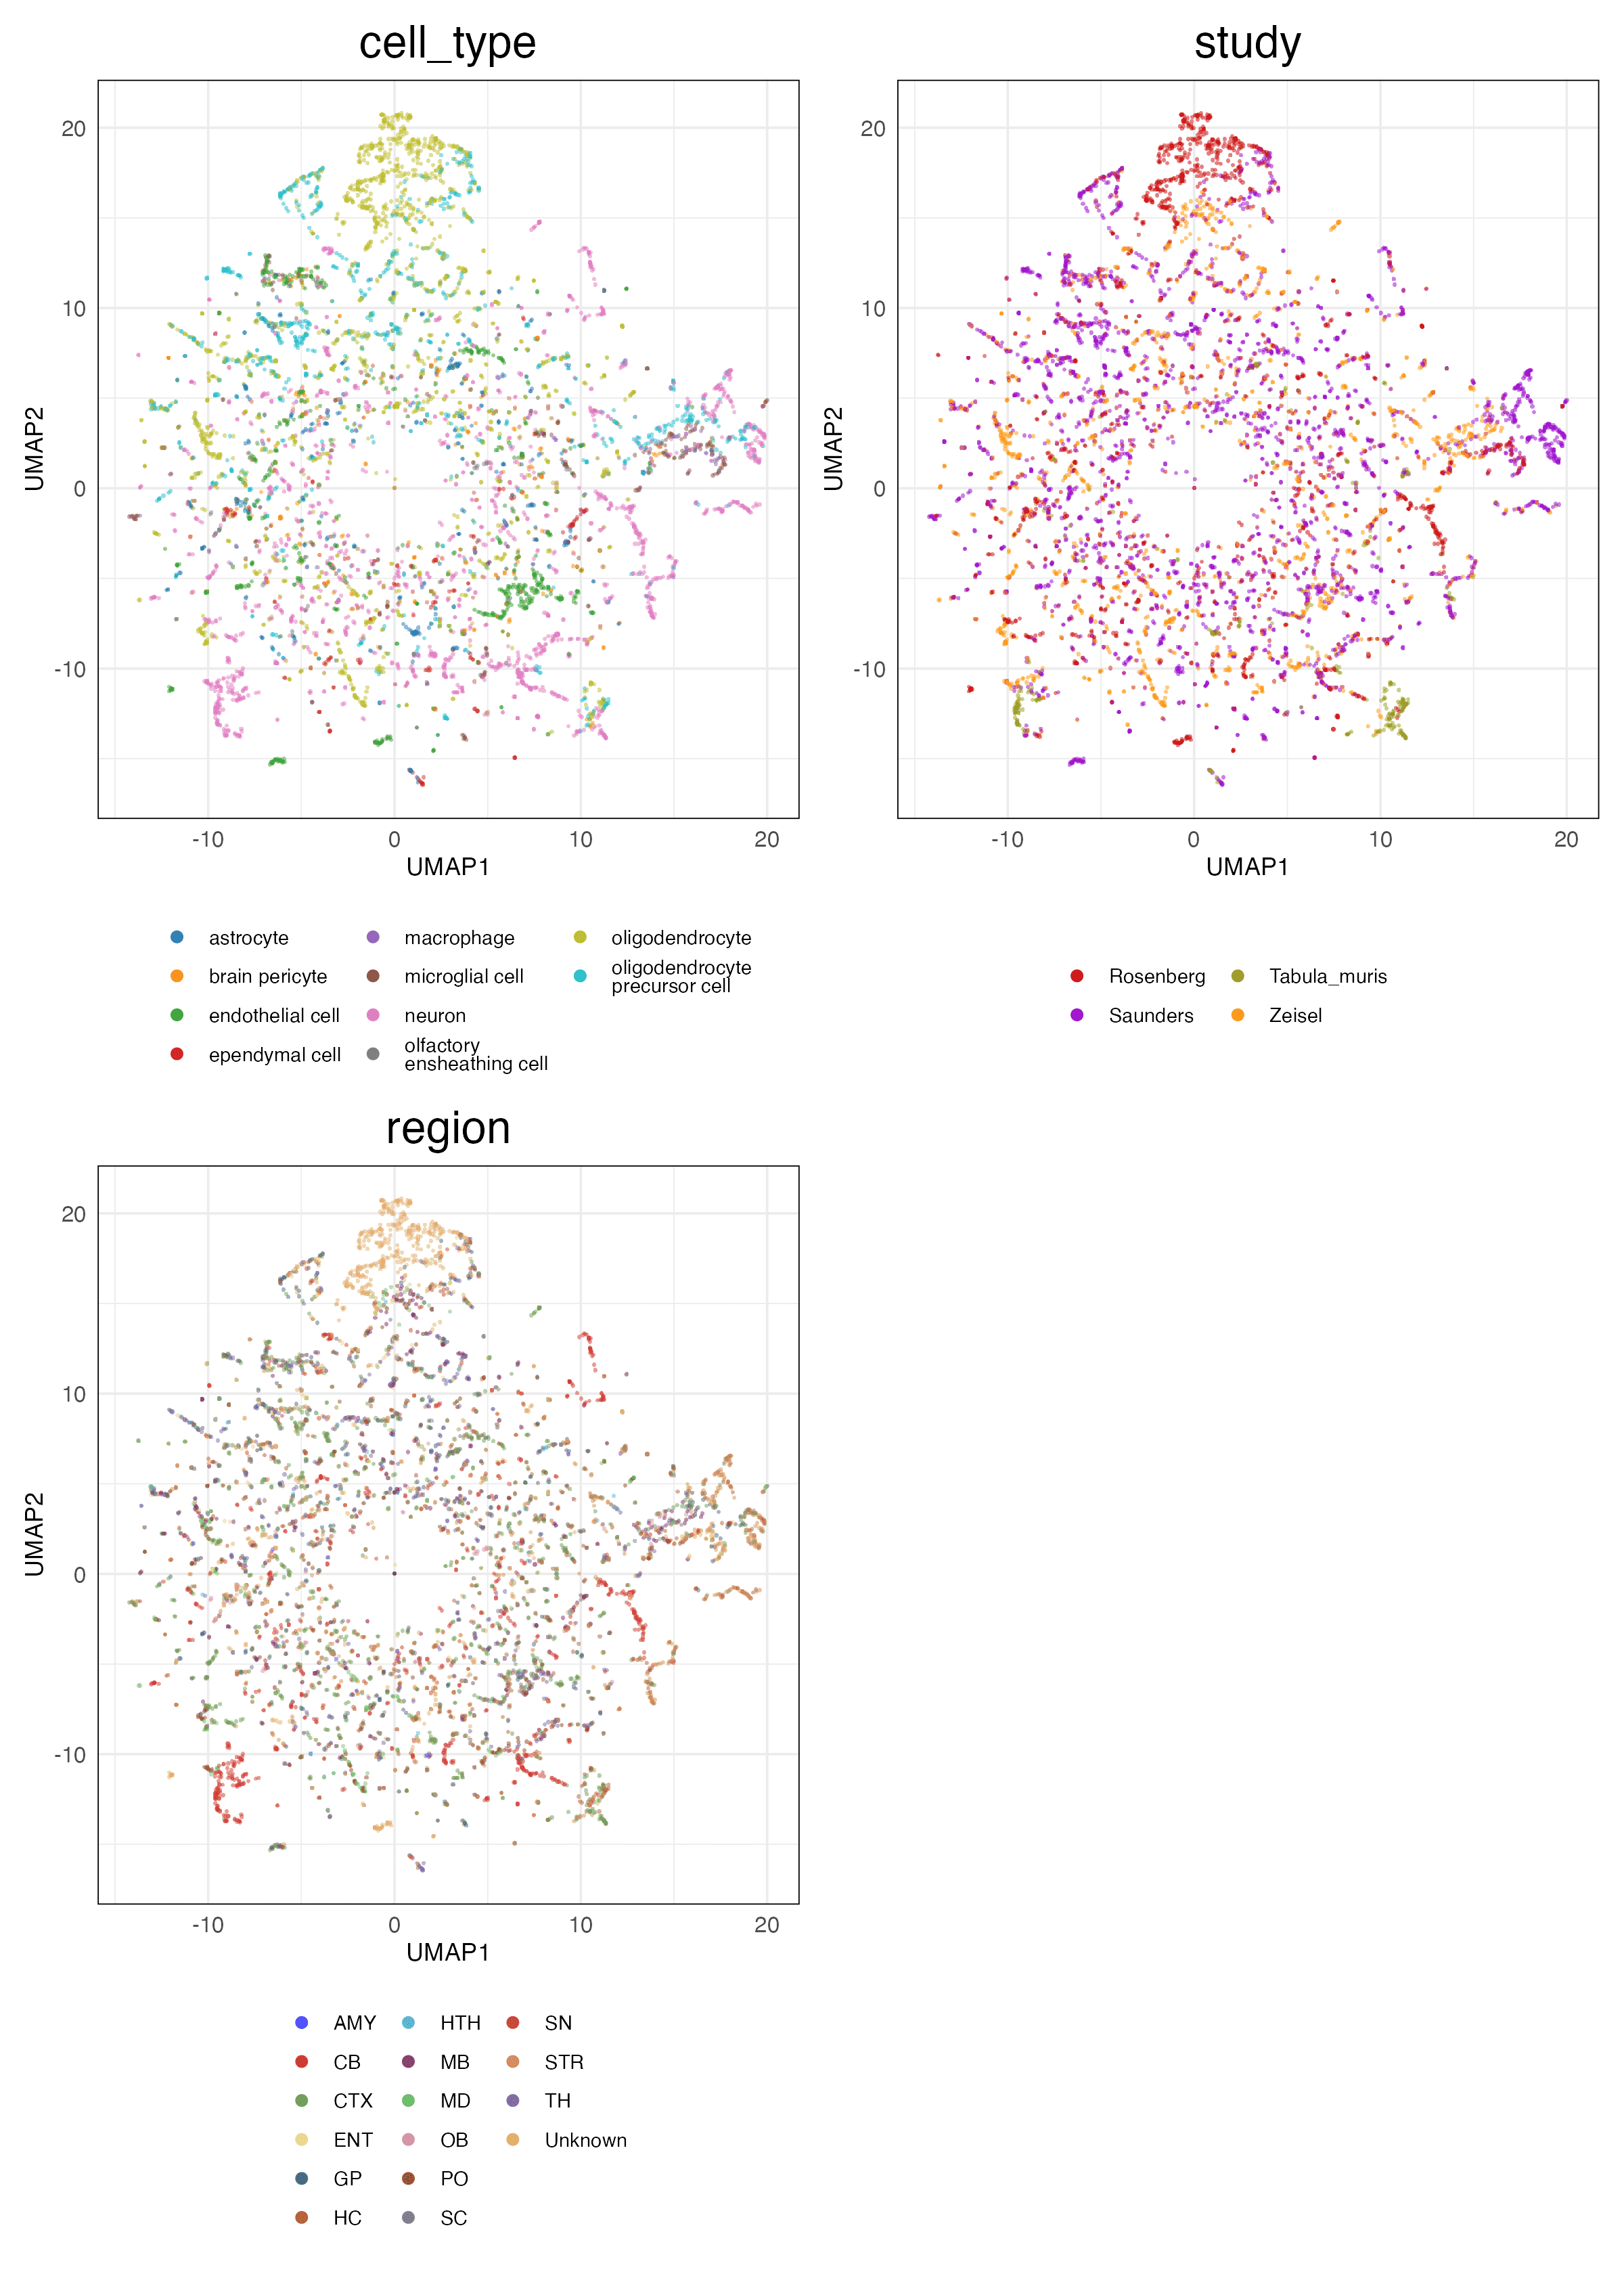 cell_type
study
20
10
0
-10
UMAP2
-10 0 10 20
UMAP1
20
10
0
-10
UMAP2
-10 0 10 20
UMAP1
astrocyte
brain pericyte
endothelial cell
ependymal cell
macrophage
microglial cell
neuron
olfactory
ensheathing cell
oligodendrocyte
oligodendrocyte
precursor cell
Rosenberg
Saunders
Tabula_muris
Zeisel
region
20
10
0
-10
UMAP2
-10 0 10 20
UMAP1
AMY
CB
CTX
ENT
GP
HC
HTH
MB
MD
OB
PO
SC
SN
STR
TH
Unknown